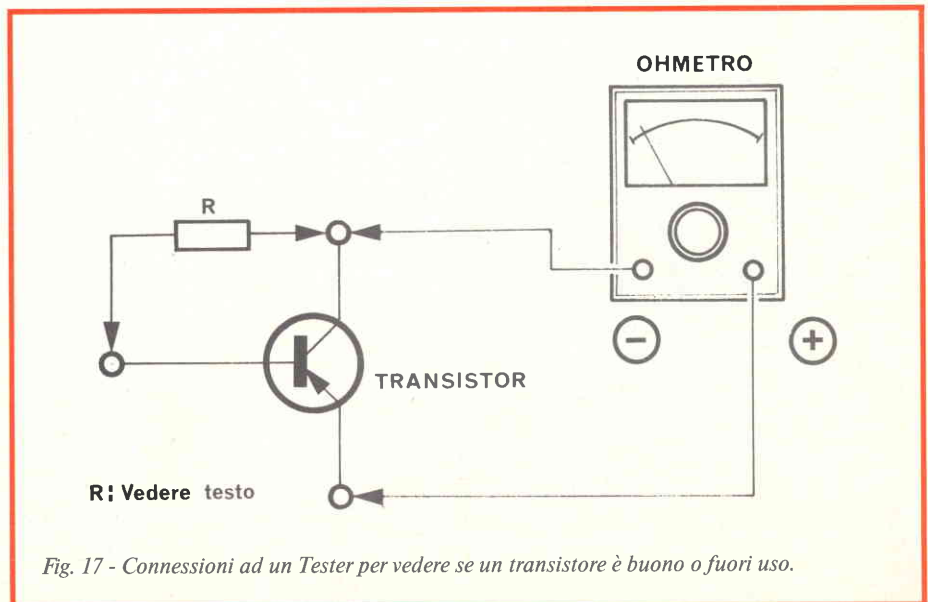 OHMETRO
R
− +
TRANSISTOR
R: Vedere testo
Fig. 17 - Connessioni ad un Tester per vedere se un transistore è buono o fuori uso.